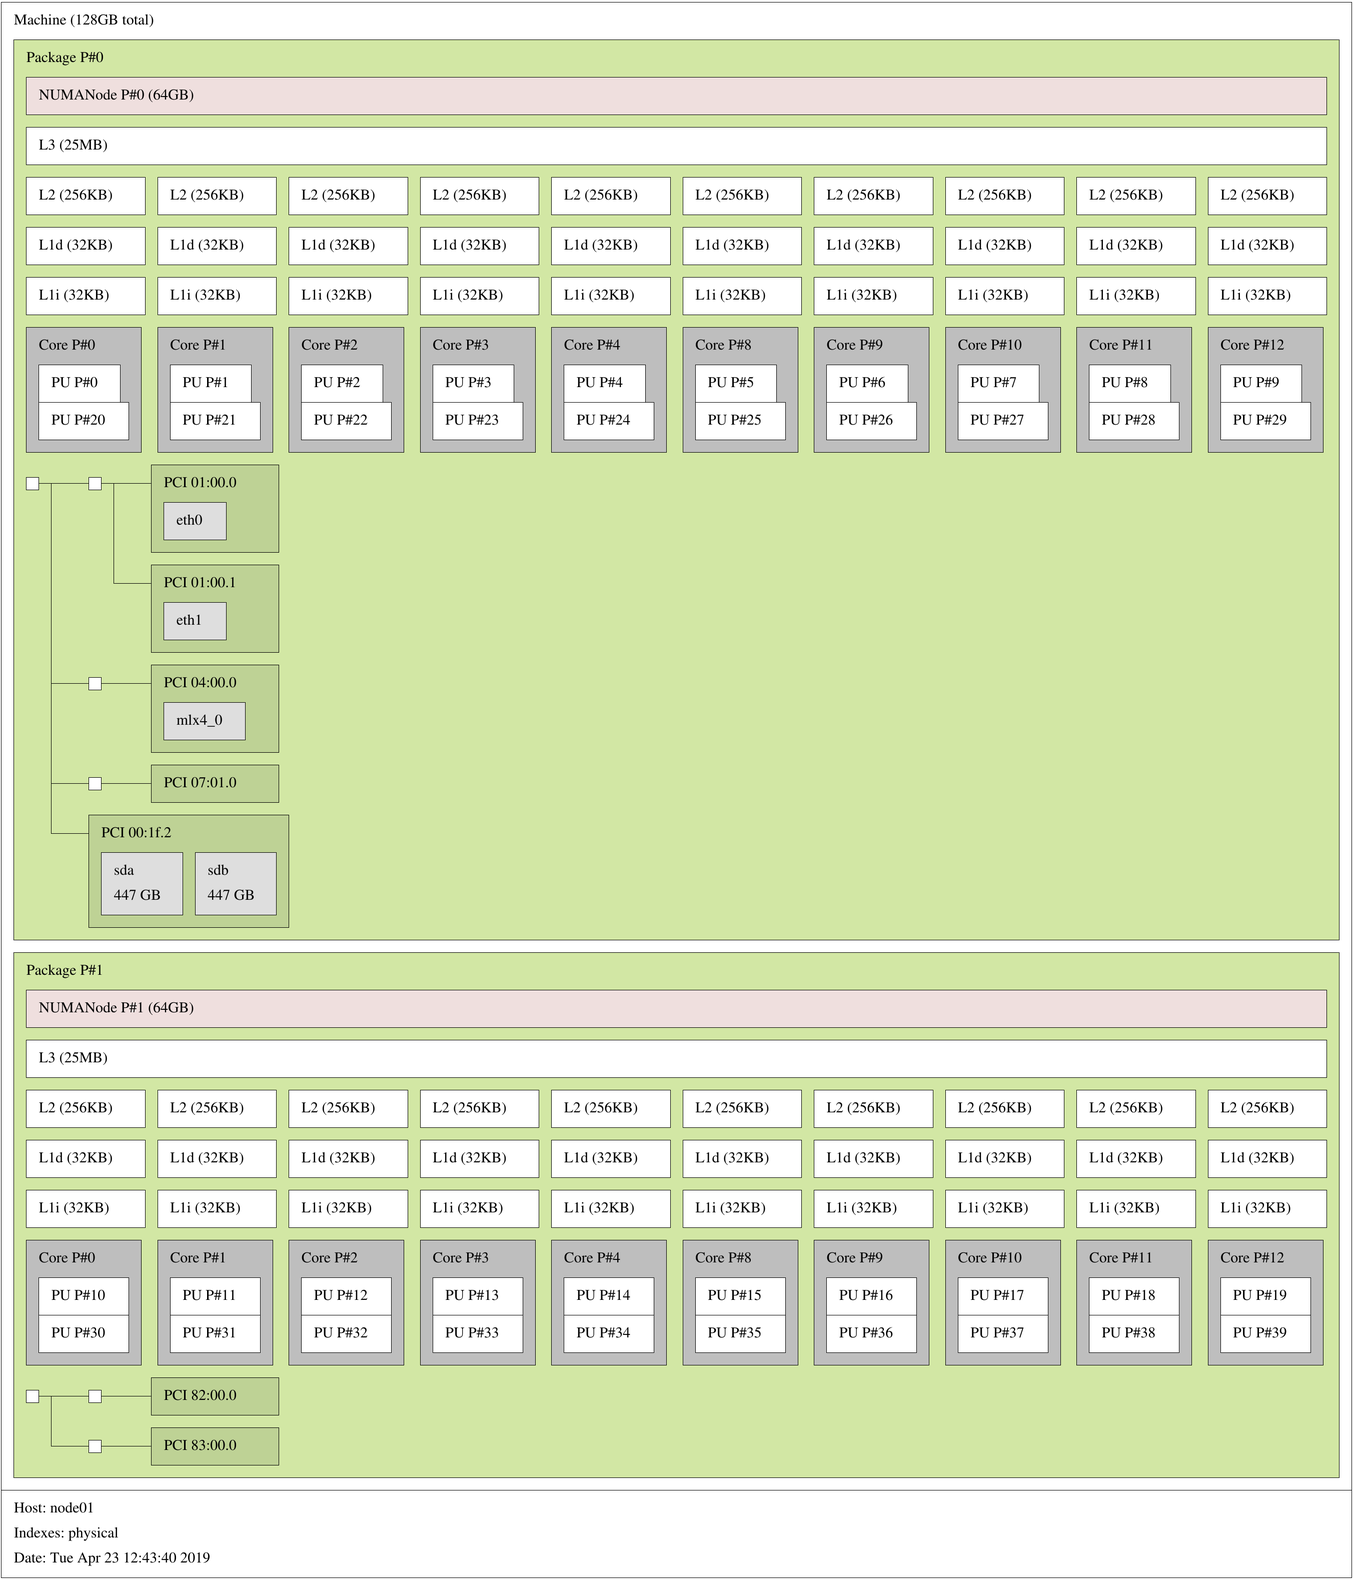 Machine (128GB total)
Package P#0
NUMANode P#0 (64GB)
L3 (25MB)
L2 (256KB) L2 (256KB) L2 (256KB) L2 (256KB) L2 (256KB) L2 (256KB) L2 (256KB) L2 (256KB) L2 (256KB) L2 (256KB)
L1d (32KB) L1d (32KB) L1d (32KB) L1d (32KB) L1d (32KB) L1d (32KB) L1d (32KB) L1d (32KB) L1d (32KB) L1d (32KB)
L1i (32KB) L1i (32KB) L1i (32KB) L1i (32KB) L1i (32KB) L1i (32KB) L1i (32KB) L1i (32KB) L1i (32KB) L1i (32KB)
Core P#0 Core P#1 Core P#2 Core P#3 Core P#4 Core P#8 Core P#9 Core P#10 Core P#11 Core P#12
PU P#0 PU P#1 PU P#2 PU P#3 PU P#4 PU P#5 PU P#6 PU P#7 PU P#8 PU P#9
PU P#20 PU P#21 PU P#22 PU P#23 PU P#24 PU P#25 PU P#26 PU P#27 PU P#28 PU P#29
PCI 01:00.0
eth0
PCI 01:00.1
eth1
PCI 04:00.0
mlx4_0
PCI 07:01.0
PCI 00:1f.2
sda sdb
447 GB 447 GB
Package P#1
NUMANode P#1 (64GB)
L3 (25MB)
L2 (256KB) L2 (256KB) L2 (256KB) L2 (256KB) L2 (256KB) L2 (256KB) L2 (256KB) L2 (256KB) L2 (256KB) L2 (256KB)
L1d (32KB) L1d (32KB) L1d (32KB) L1d (32KB) L1d (32KB) L1d (32KB) L1d (32KB) L1d (32KB) L1d (32KB) L1d (32KB)
L1i (32KB) L1i (32KB) L1i (32KB) L1i (32KB) L1i (32KB) L1i (32KB) L1i (32KB) L1i (32KB) L1i (32KB) L1i (32KB)
Core P#0 Core P#1 Core P#2 Core P#3 Core P#4 Core P#8 Core P#9 Core P#10 Core P#11 Core P#12
PU P#10 PU P#11 PU P#12 PU P#13 PU P#14 PU P#15 PU P#16 PU P#17 PU P#18 PU P#19
PU P#30 PU P#31 PU P#32 PU P#33 PU P#34 PU P#35 PU P#36 PU P#37 PU P#38 PU P#39
PCI 82:00.0
PCI 83:00.0
Host: node01
Indexes: physical
Date: Tue Apr 23 12:43:40 2019